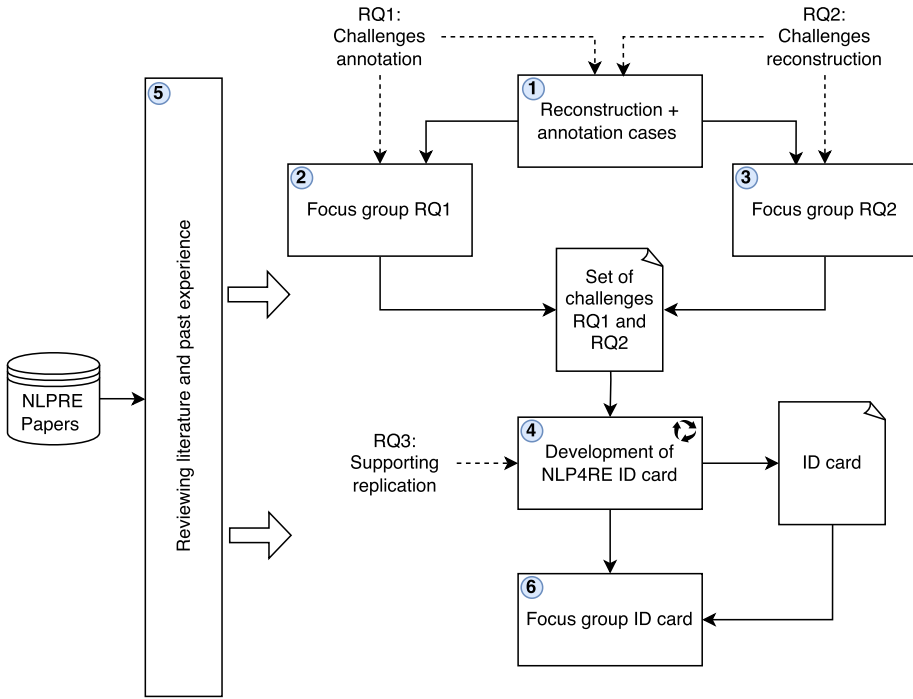 RQ1:
Challenges
annotation
RQ2:
Challenges
reconstruction
1
Reconstruction +
annotation cases
5
Reviewing literature and past experience
2
Focus group RQ1
3
Focus group RQ2
Set of
challenges
RQ1 and
RQ2
NLPRE
Papers
RQ3:
Supporting
replication
4
Development of
NLP4RE ID card
ID card
6
Focus group ID card